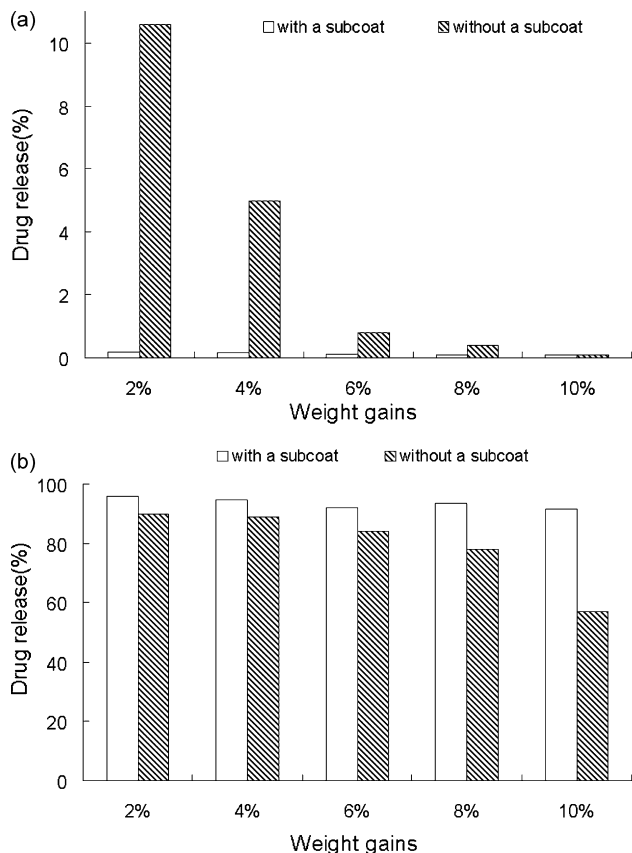 (a)
with a subcoat without a subcoat
10
8
6
4
2
0
Drug release(%)
2% 4% 6% 8% 10%
Weight gains
(b)
with a subcoat without a subcoat
100
80
60
40
20
0
Drug release(%)
2% 4% 6% 8% 10%
Weight gains